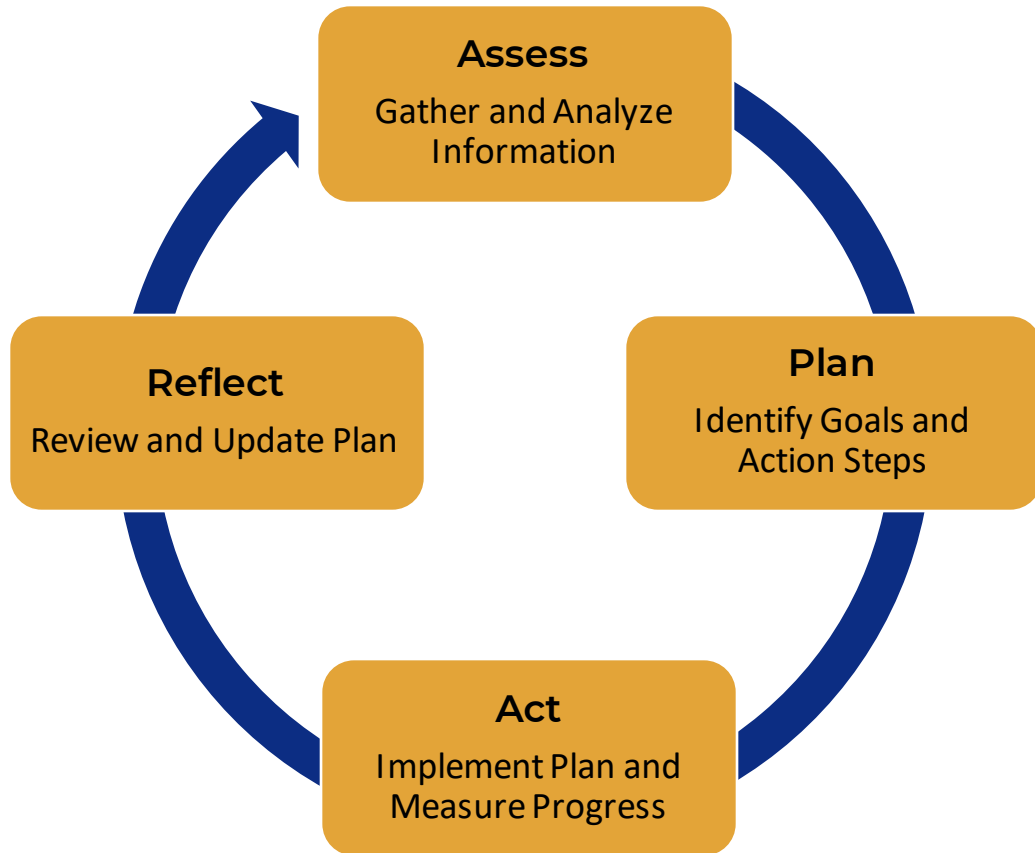 Assess
Gather and Analyze
Information
Plan
Identify Goals and
Action Steps
Act
Implement Plan and
Measure Progress
Reflect
Review and Update Plan